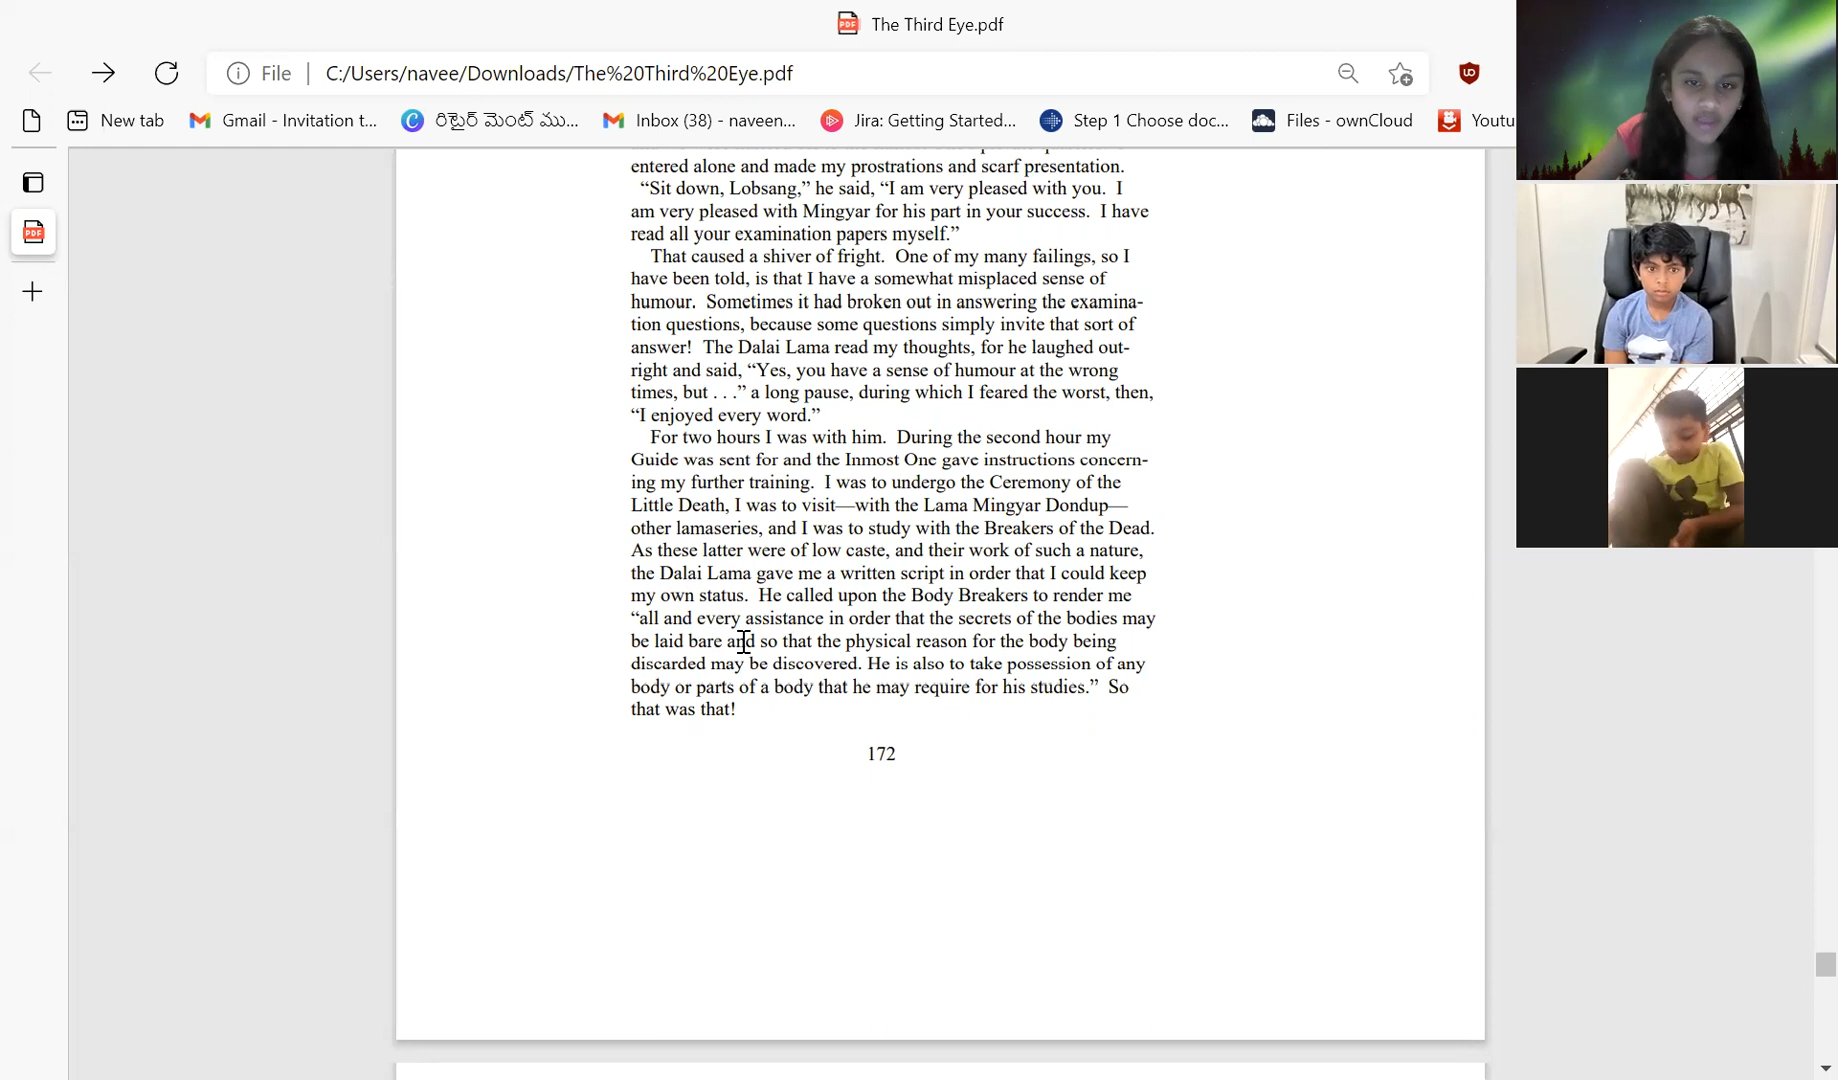 The Third Eye.pdf
File C:/Users/navee/Downloads/The%20Third%20Eye.pdf
New tab Gmail - Invitation t... రిటైర్ మెంట్ ము... Inbox (38) - naveen... Jira: Getting Started... Step 1 Choose doc... Files - ownCloud Youtu
entered alone and made my prostrations and scarf presentation.
“Sit down, Lobsang,” he said, “I am very pleased with you. I
am very pleased with Mingyar for his part in your success. I have
read all your examination papers myself.”
That caused a shiver of fright. One of my many failings, so I
have been told, is that I have a somewhat misplaced sense of
humour. Sometimes it had broken out in answering the examina-
tion questions, because some questions simply invite that sort of
answer! The Dalai Lama read my thoughts, for he laughed out-
right and said, “Yes, you have a sense of humour at the wrong
times, but . . .” a long pause, during which I feared the worst, then,
“I enjoyed every word.”
For two hours I was with him. During the second hour my
Guide was sent for and the Inmost One gave instructions concern-
ing my further training. I was to undergo the Ceremony of the
Little Death, I was to visit—with the Lama Mingyar Dondup—
other lamaseries, and I was to study with the Breakers of the Dead.
As these latter were of low caste, and their work of such a nature,
the Dalai Lama gave me a written script in order that I could keep
my own status. He called upon the Body Breakers to render me
“all and every assistance in order that the secrets of the bodies may
be laid bare and so that the physical reason for the body being
discarded may be discovered. He is also to take possession of any
body or parts of a body that he may require for his studies.” So
that was that!
172